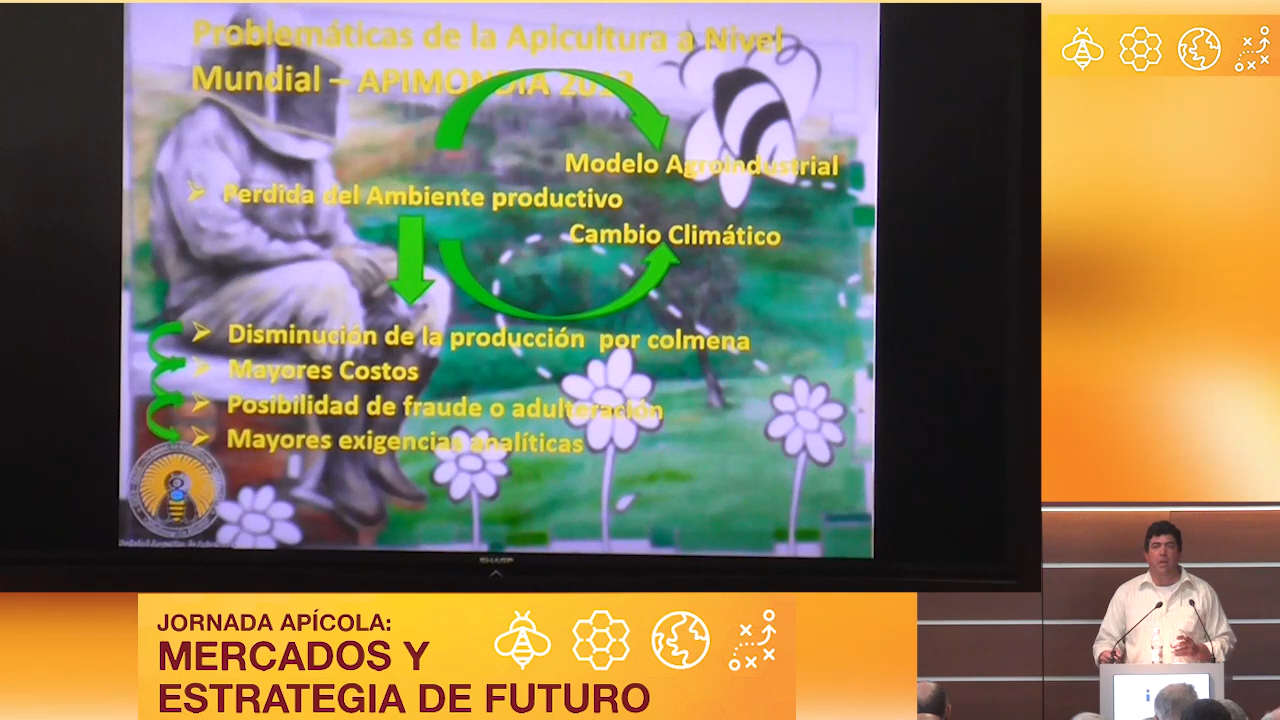 Problemáticas de la Apicultura a Nivel
Mundial – APIMONDIA 2013
Modelo Agroindustrial
➢ Perdida del Ambiente productivo
Cambio Climático
➢ Disminución de la producción por colmena
➢ Mayores Costos
➢ Posibilidad de fraude o adulteración
➢ Mayores exigencias analíticas
SHARP
JORNADA APÍCOLA:
MERCADOS Y
ESTRATEGIA DE FUTURO